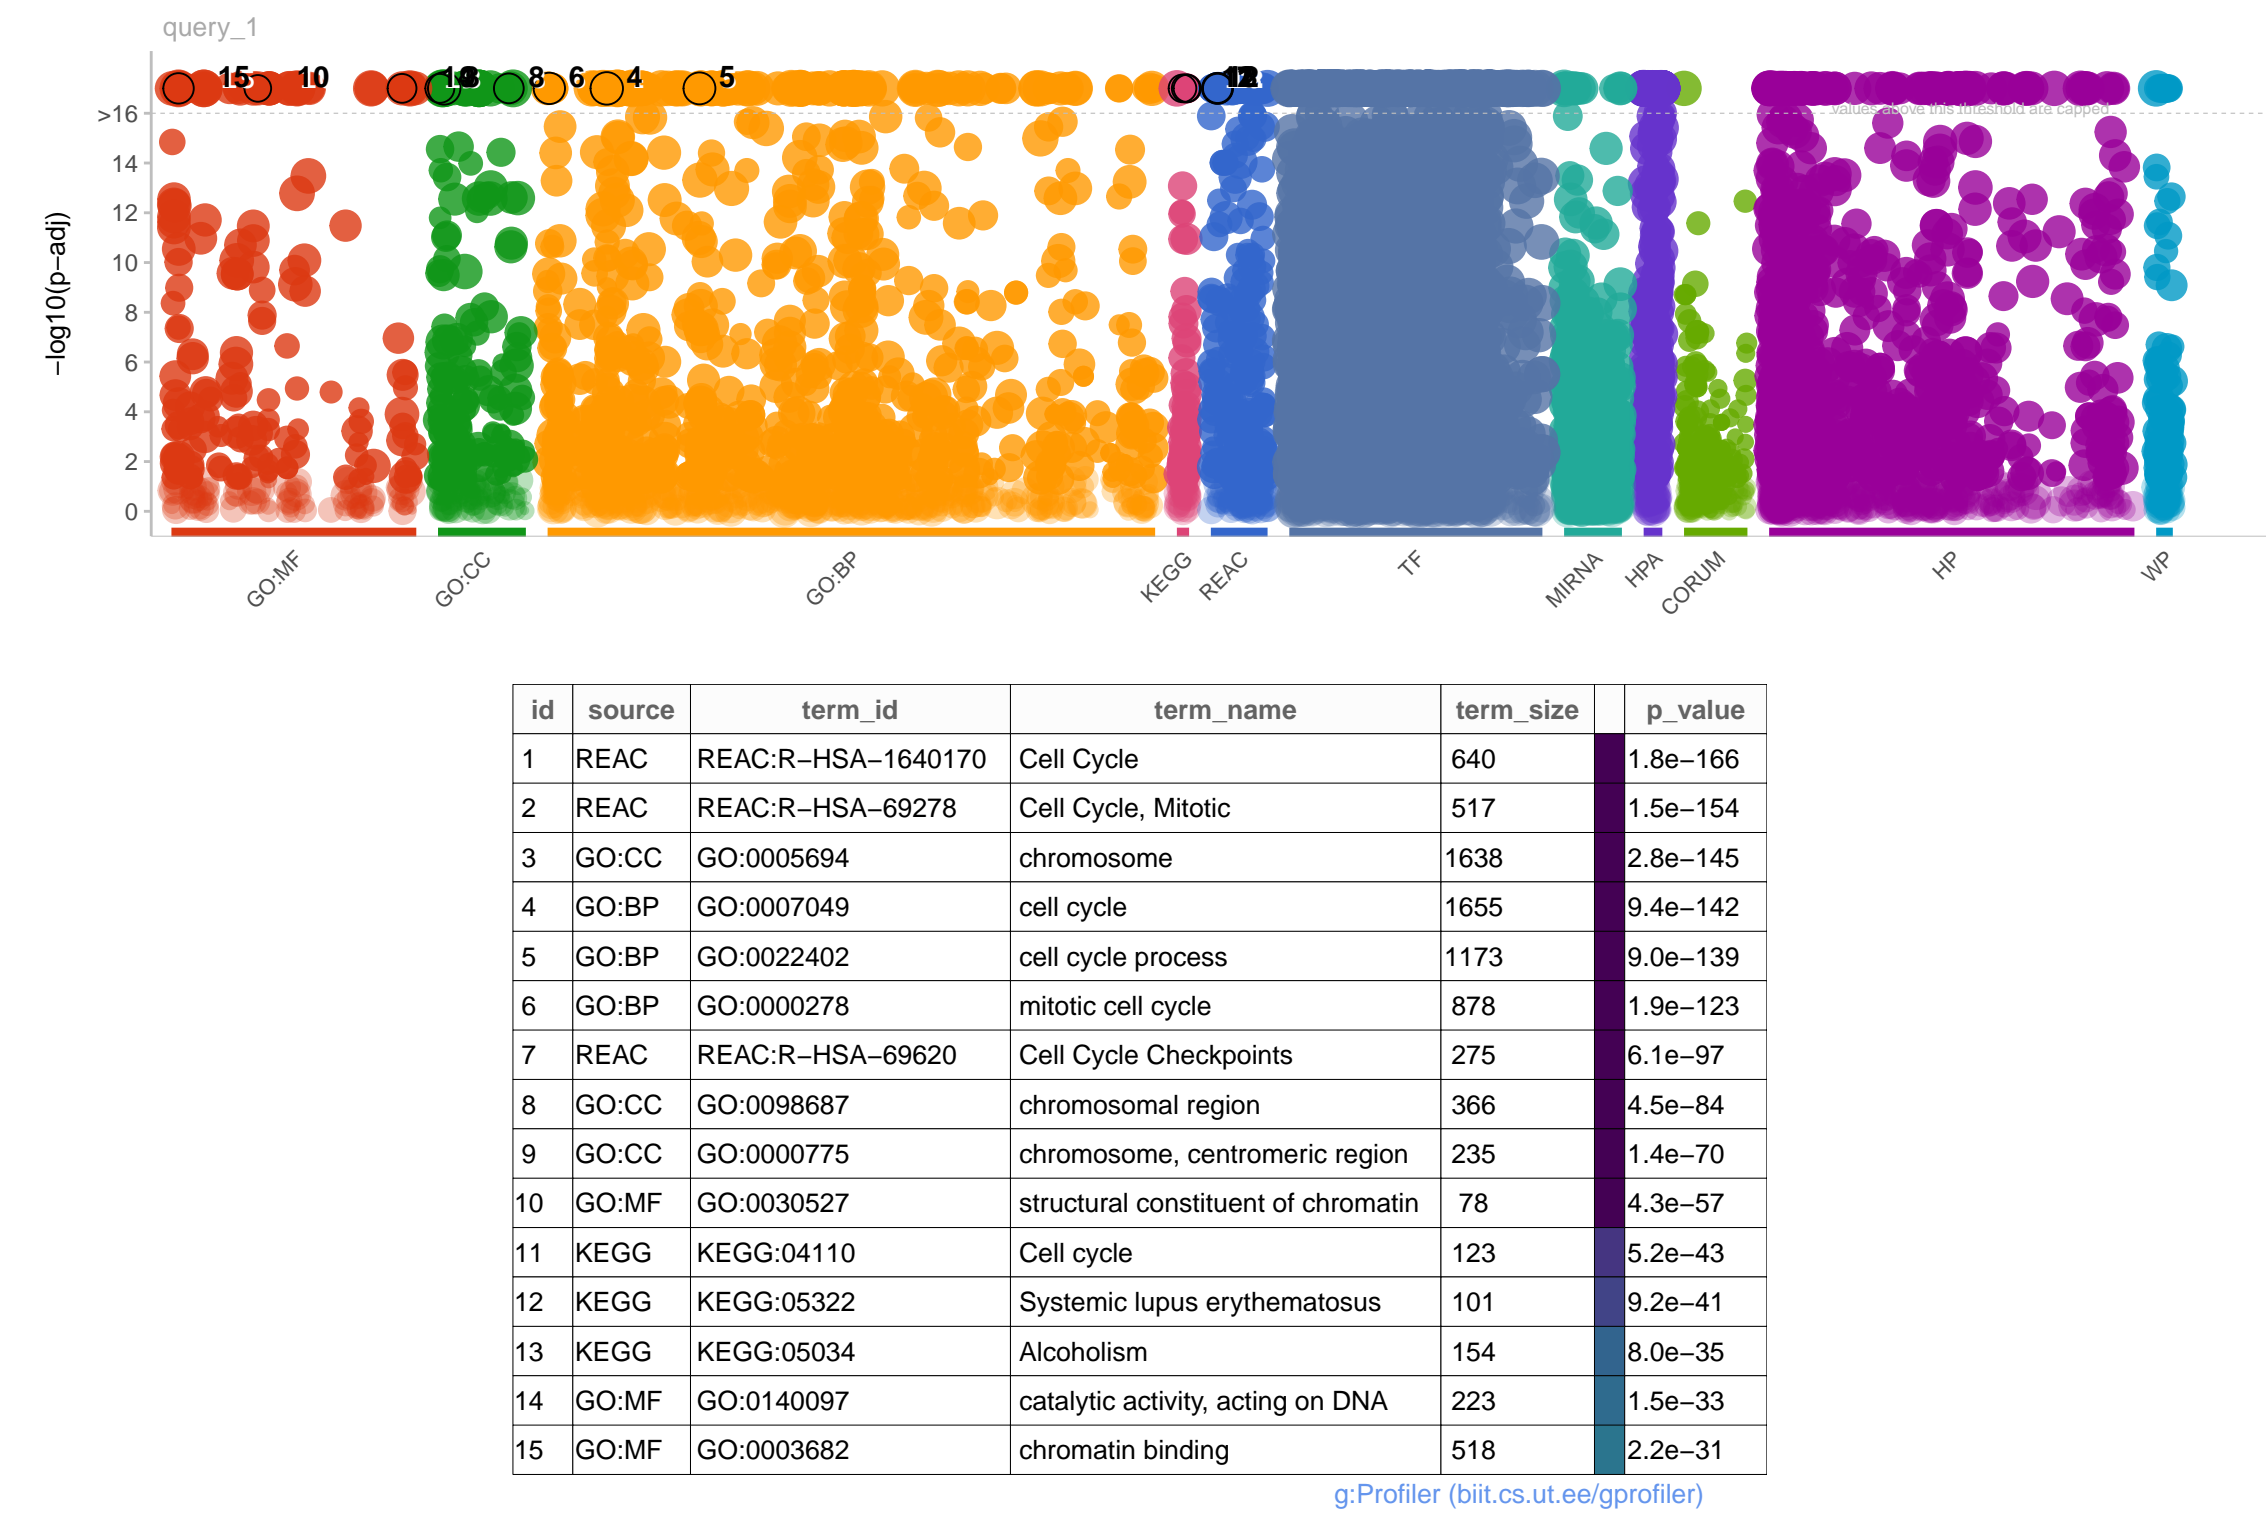 query_1
15 10 8 6 4 5
>16
values above this threshold are capped
14
12
10
8
6
4
2
0
−log10(p−adj)
GO:MF GO:CC GO:BP KEGG REAC TF MIRNA HPA CORUM HP WP
id source term_id term_name term_size p_value
1 REAC REAC:R−HSA−1640170 Cell Cycle 640 1.8e−166
2 REAC REAC:R−HSA−69278 Cell Cycle, Mitotic 517 1.5e−154
3 GO:CC GO:0005694 chromosome 1638 2.8e−145
4 GO:BP GO:0007049 cell cycle 1655 9.4e−142
5 GO:BP GO:0022402 cell cycle process 1173 9.0e−139
6 GO:BP GO:0000278 mitotic cell cycle 878 1.9e−123
7 REAC REAC:R−HSA−69620 Cell Cycle Checkpoints 275 6.1e−97
8 GO:CC GO:0098687 chromosomal region 366 4.5e−84
9 GO:CC GO:0000775 chromosome, centromeric region 235 1.4e−70
10 GO:MF GO:0030527 structural constituent of chromatin 78 4.3e−57
11 KEGG KEGG:04110 Cell cycle 123 5.2e−43
12 KEGG KEGG:05322 Systemic lupus erythematosus 101 9.2e−41
13 KEGG KEGG:05034 Alcoholism 154 8.0e−35
14 GO:MF GO:0140097 catalytic activity, acting on DNA 223 1.5e−33
15 GO:MF GO:0003682 chromatin binding 518 2.2e−31
g:Profiler (biit.cs.ut.ee/gprofiler)